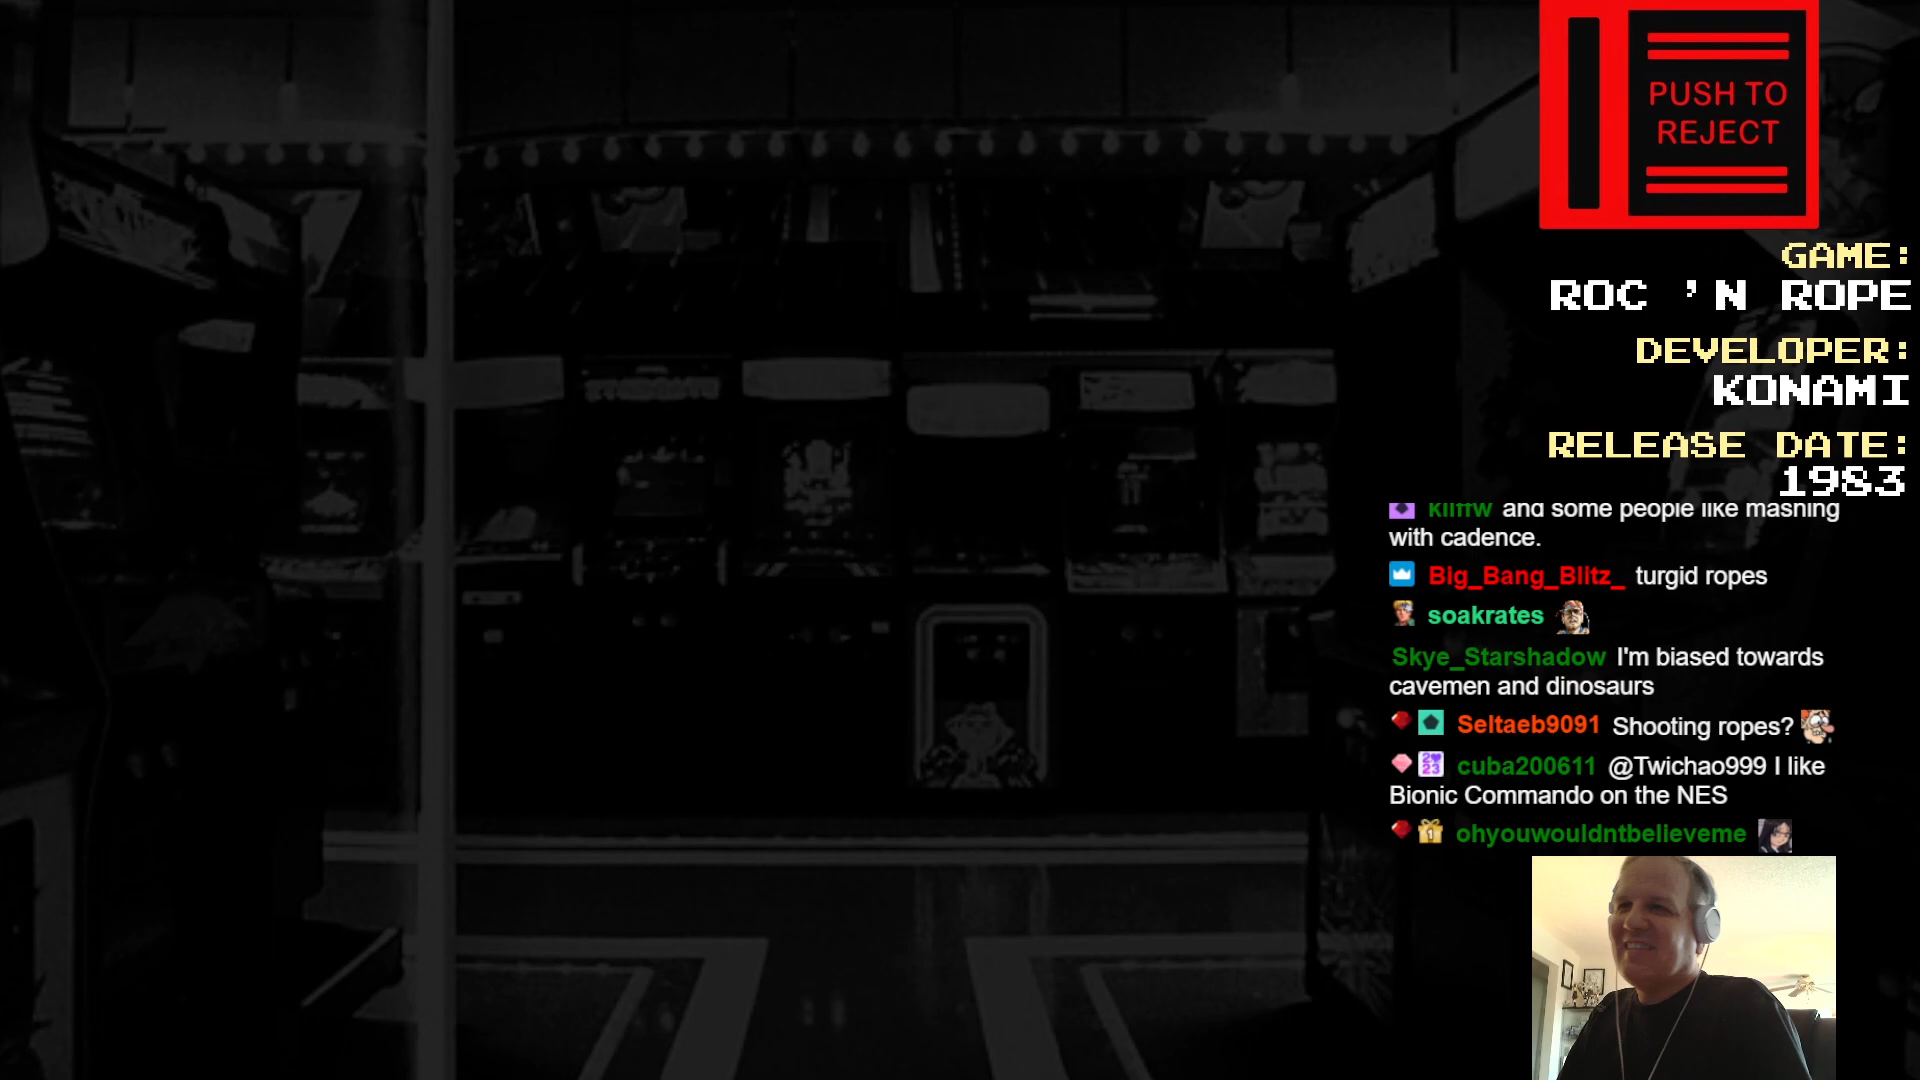 PUSH TO
REJECT
GAME:
ROC 'N ROPE
DEVELOPER:
KONAMI
RELEASE DATE:
1983
kliffw and some people like mashing
with cadence.
Big_Bang_Blitz_ turgid ropes
soakrates
Skye_Starshadow I'm biased towards
cavemen and dinosaurs
Seltaeb9091 Shooting ropes?
cuba200611 @Twichao999 I like
Bionic Commando on the NES
ohyouwouldntbelieveme